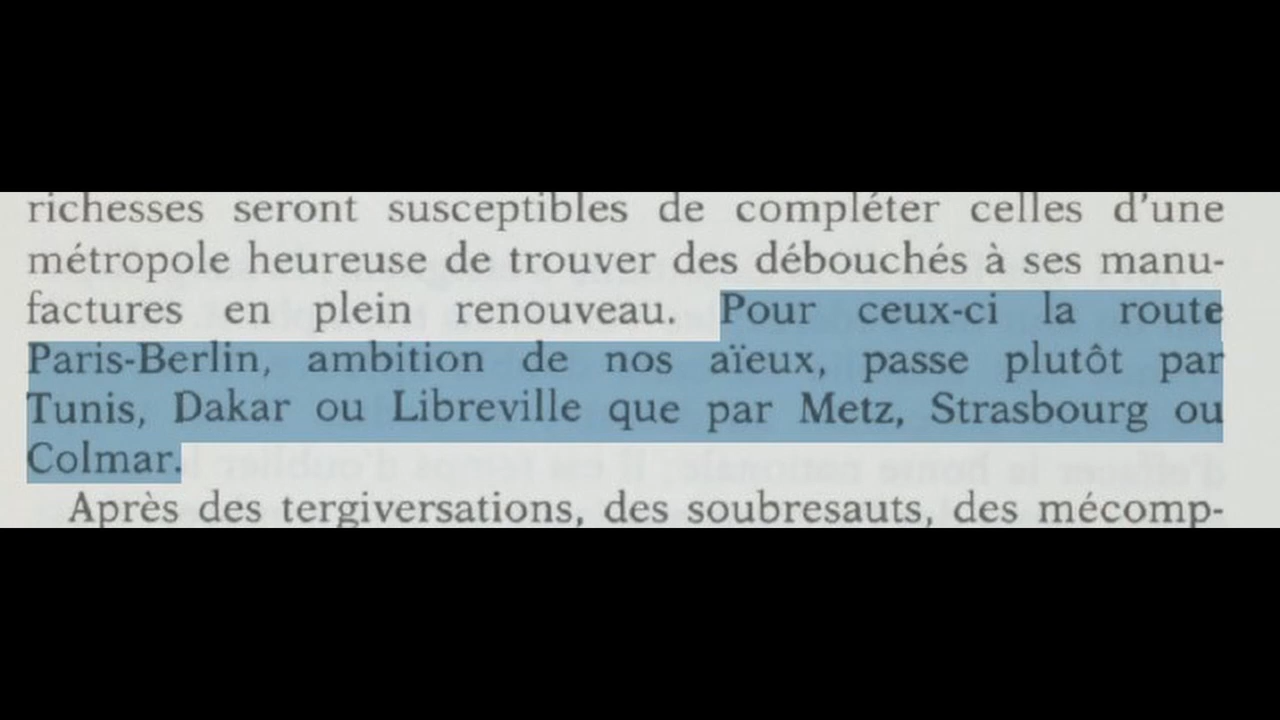 richesses seront susceptibles de compléter celles d'une
métropole heureuse de trouver des débouchés à ses manu-
factures en plein renouveau. Pour ceux-ci la route
Paris-Berlin, ambition de nos aïeux, passe plutôt par
Tunis, Dakar ou Libreville que par Metz, Strasbourg ou
Colmar.
Après des tergiversations, des soubresauts, des mécomp-